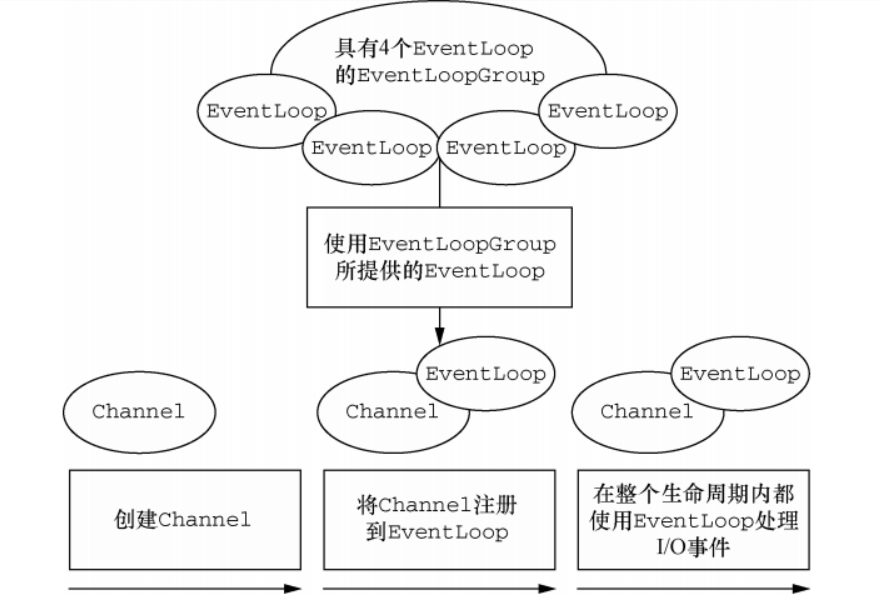 具有4个EventLoop
的EventLoopGroup
EventLoop
EventLoop
EventLoop
EventLoop
使用EventLoopGroup
所提供的EventLoop
EventLoop
EventLoop
Channel
Channel
Channel
创建Channel
将Channel注册
到EventLoop
在整个生命周期内都
使用EventLoop处理
I/O事件